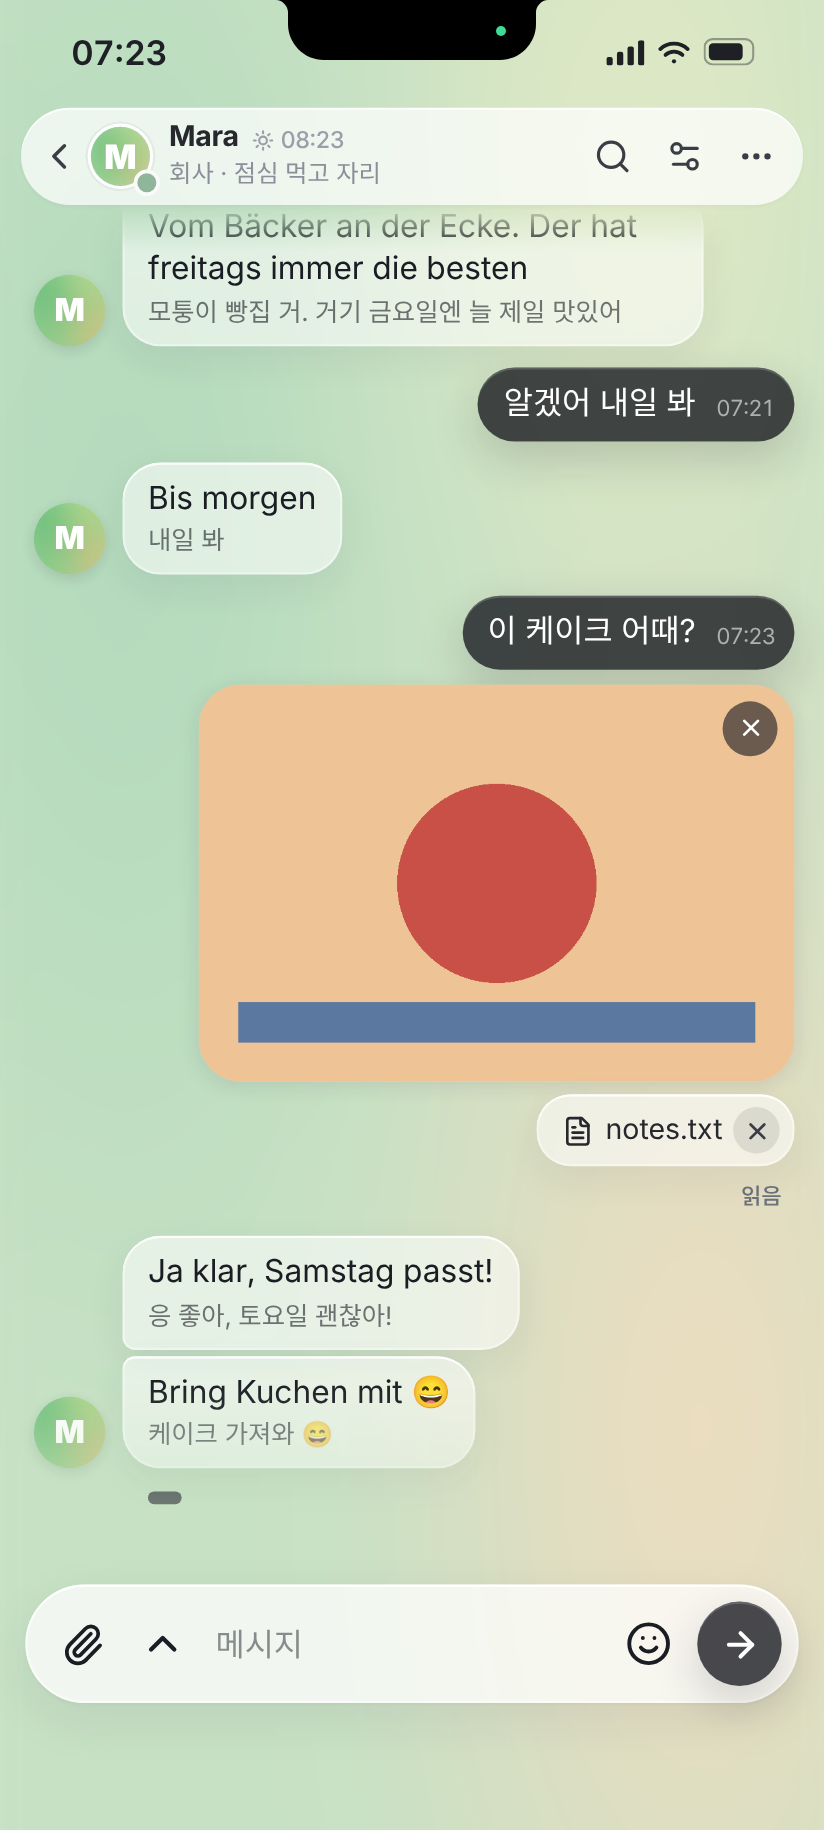 07:23
Mara 08:23
회사 · 점심 먹고 자리
Vom Bäcker an der Ecke. Der hat
freitags immer die besten
모퉁이 빵집 거. 거기 금요일엔 늘 제일 맛있어
M
알겠어 내일 봐 07:21
Bis morgen
내일 봐
M
이 케이크 어때? 07:23
notes.txt
읽음
Ja klar, Samstag passt!
응 좋아, 토요일 괜찮아!
Bring Kuchen mit 😄
케이크 가져와 😄
M
메시지